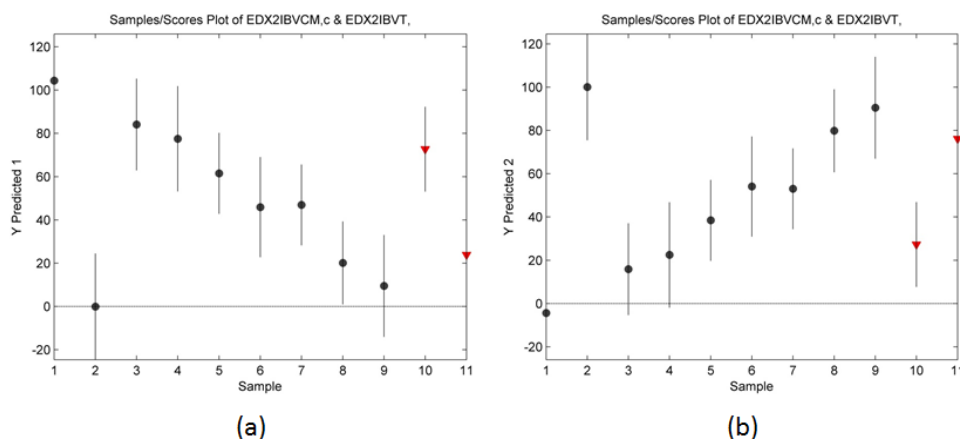 Samples/Scores Plot of EDX2IBVCM,c & EDX2IBVT,
Y Predicted 1
120
100
80
60
40
20
0
-20
1 2 3 4 5 6 7 8 9 10 11
Sample
(a)
Samples/Scores Plot of EDX2IBVCM,c & EDX2IBVT,
Y Predicted 2
120
100
80
60
40
20
0
-20
1 2 3 4 5 6 7 8 9 10 11
Sample
(b)